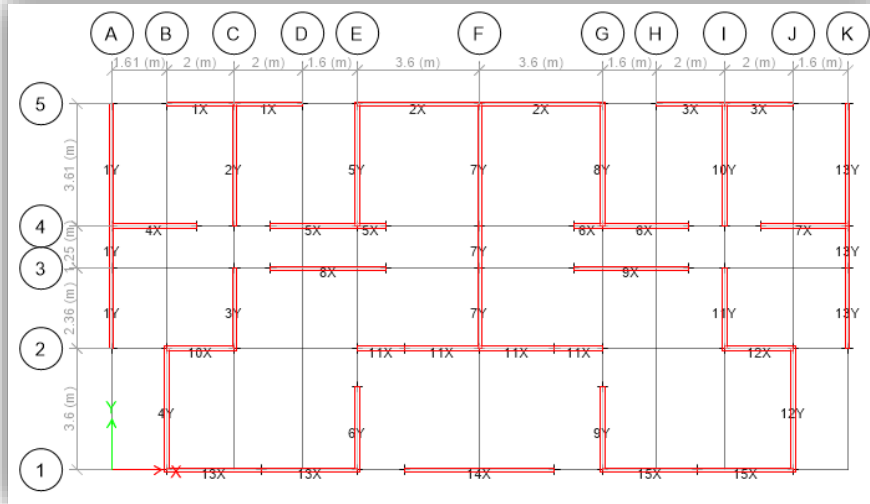 A B C D E F G H I J K
1.61 (m) 2 (m) 2 (m) 1.6 (m) 3.6 (m) 3.6 (m) 1.6 (m) 2 (m) 2 (m) 1.6 (m)
5
1X 1X 2X 2X 3X 3X
3.61 (m)
1Y 2Y 5Y 7Y 8Y 10Y 13Y
4
4X 5X 5X 6X 6X 7X
1.25 (m)
1Y 7Y 13Y
3
8X 9X
2.36 (m)
1Y 3Y 7Y 11Y 13Y
2
10X 11X 11X 11X 11X 12X
3.6 (m)
Y
4Y 6Y 9Y 12Y
1
X
13X 13X 14X 15X 15X